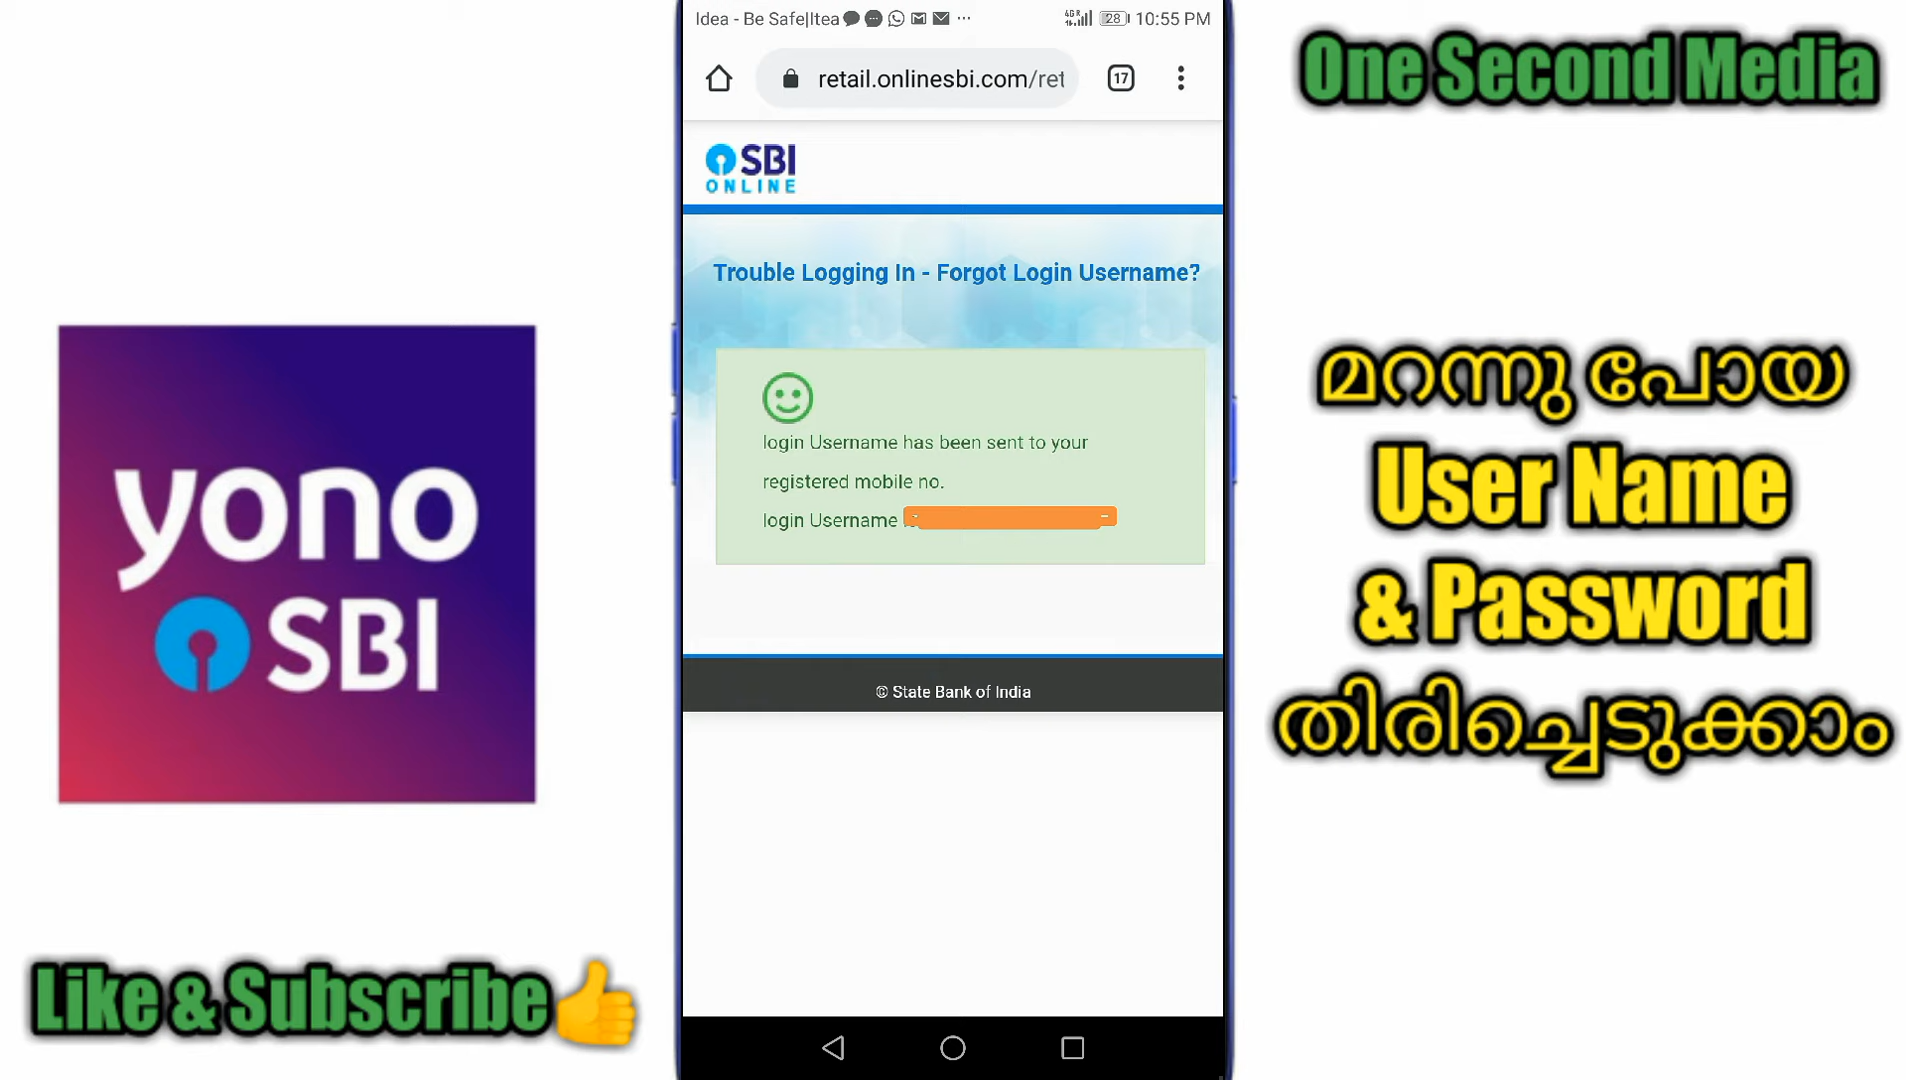 Idea - Be Safe|Itea
28
10:55 PM
retail.onlinesbi.com/ret
17
SBI
ONLINE
Trouble Logging In - Forgot Login Username?
login Username has been sent to your
registered mobile no.
login Username
© State Bank of India
yono
SBI
Like & Subscribe
One Second Media
മറന്നു പോയ
User Name
& Password
തിരിച്ചെടുക്കാം